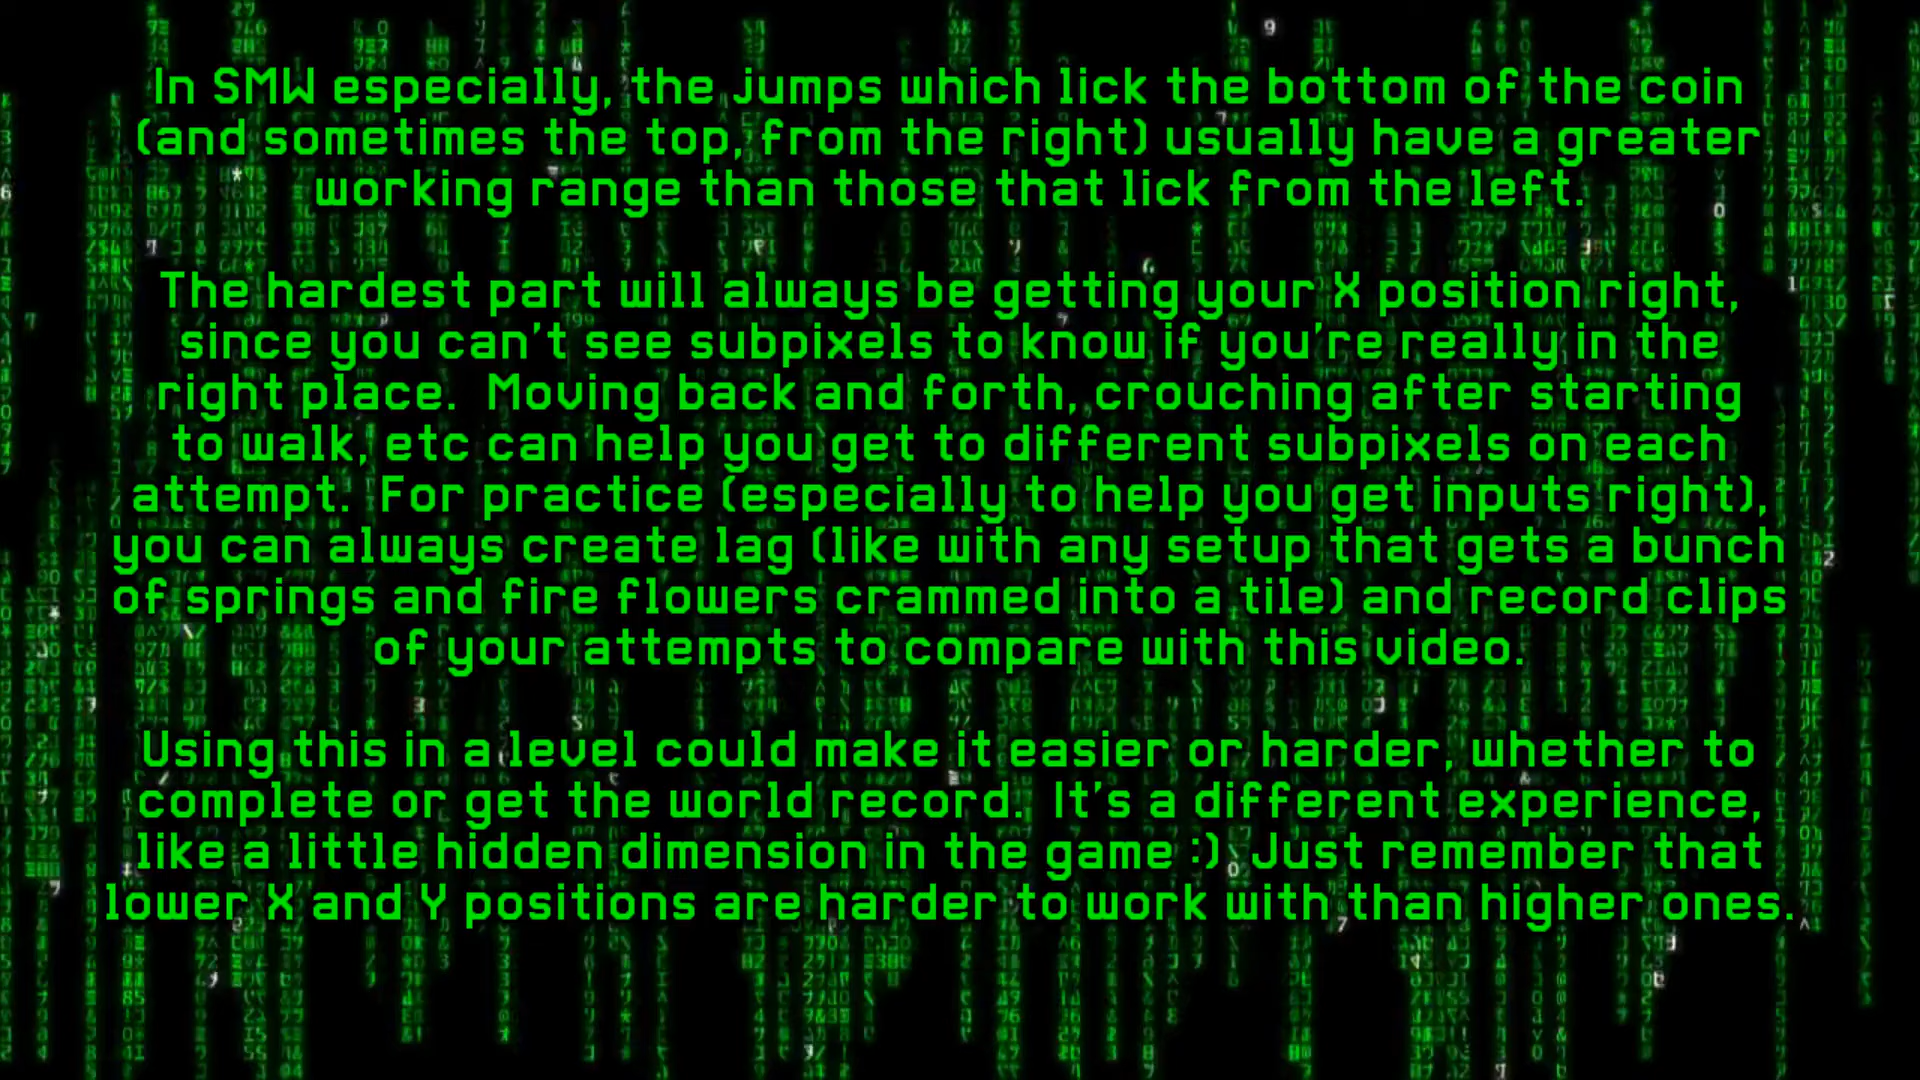 In SMW especially, the jumps which lick the bottom of the coin
(and sometimes the top, from the right) usually have a greater
working range than those that lick from the left.
The hardest part will always be getting your X position right,
since you can't see subpixels to know if you're really in the
right place.  Moving back and forth, crouching after starting
to walk, etc can help you get to different subpixels on each
attempt.  For practice (especially to help you get inputs right),
you can always create lag (like with any setup that gets a bunch
of springs and fire flowers crammed into a tile) and record clips
of your attempts to compare with this video.
Using this in a level could make it easier or harder, whether to
complete or get the world record.  It's a different experience,
like a little hidden dimension in the game :)  Just remember that
lower X and Y positions are harder to work with than higher ones.